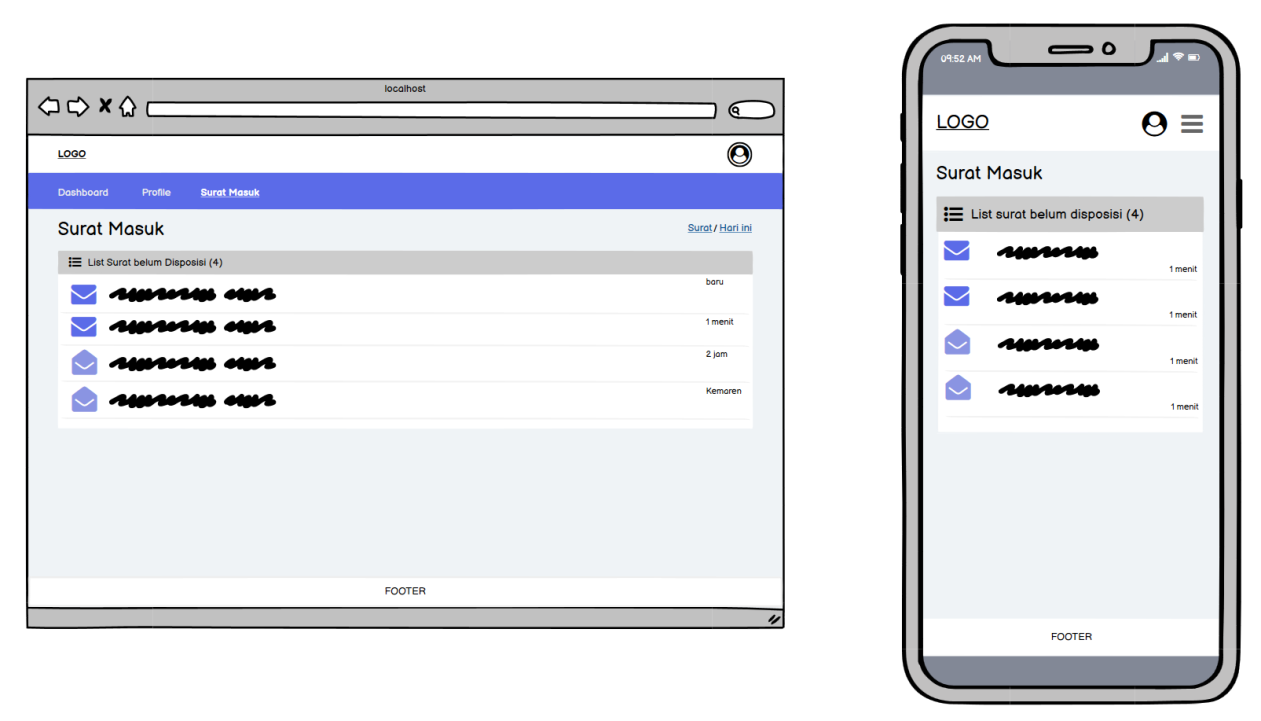 localhost
LOGO
Dashboard Profile Surat Masuk
Surat Masuk
Surat / Hari ini
List Surat belum Disposisi (4)
baru
1 menit
2 jam
Kemaren
FOOTER
09:52 AM
LOGO
Surat Masuk
List surat belum disposisi (4)
1 menit
1 menit
1 menit
1 menit
FOOTER